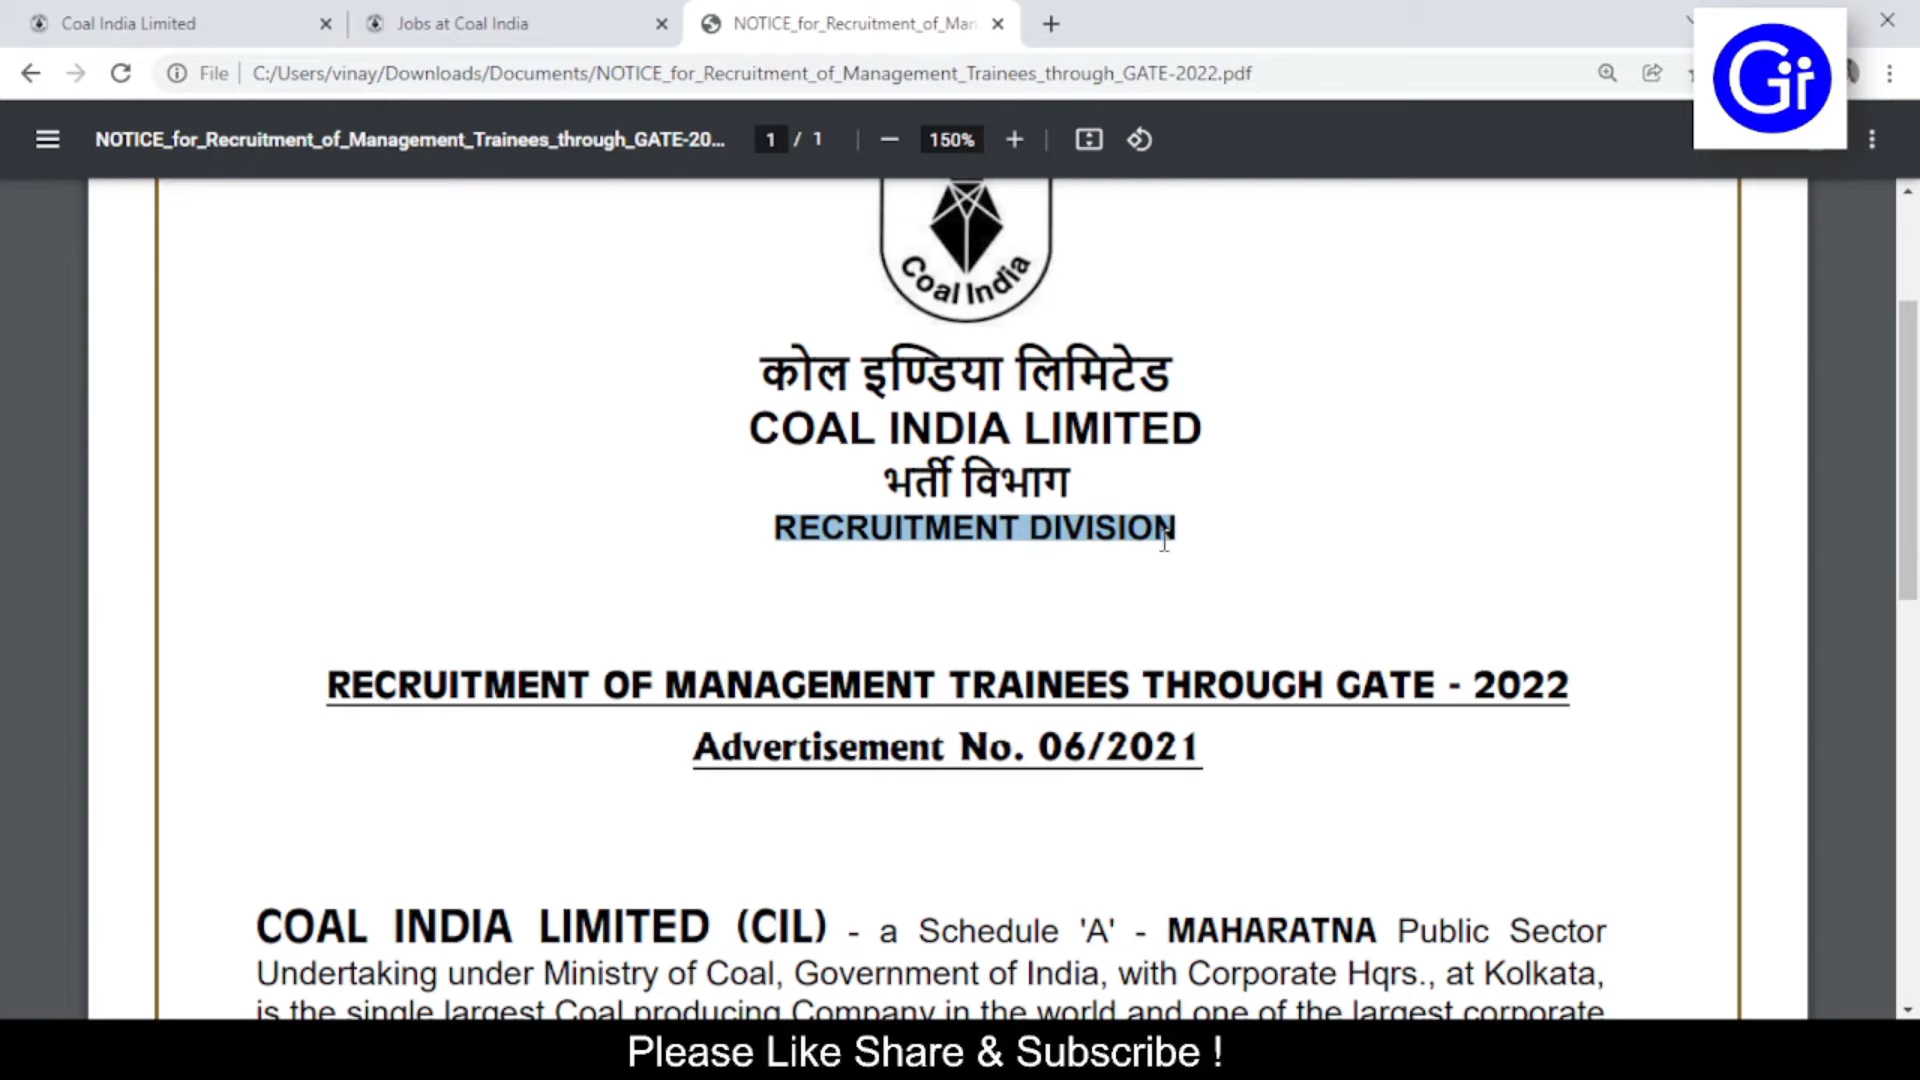 Coal India Limited
Jobs at Coal India
NOTICE_for_Recruitment_of_Man
File
C:/Users/vinay/Downloads/Documents/NOTICE_for_Recruitment_of_Management_Trainees_through_GATE-2022.pdf
Gi
NOTICE_for_Recruitment_of_Management_Trainees_through_GATE-20...
1 / 1
150%
Coal India
कोल इण्डिया लिमिटेड
COAL INDIA LIMITED
भर्ती विभाग
RECRUITMENT DIVISION
RECRUITMENT OF MANAGEMENT TRAINEES THROUGH GATE - 2022
Advertisement No. 06/2021
COAL INDIA LIMITED (CIL) - a Schedule 'A' - MAHARATNA Public Sector
Undertaking under Ministry of Coal, Government of India, with Corporate Hqrs., at Kolkata,
is the single largest Coal producing Company in the world and one of the largest corporate
Please Like Share & Subscribe !